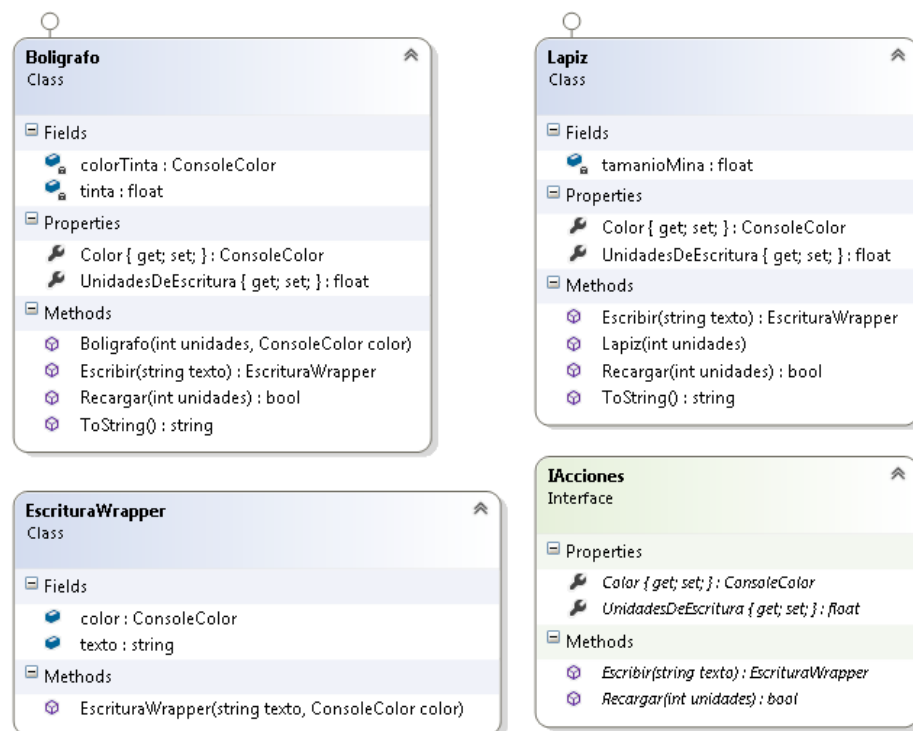 Boligrafo
Class
Fields
colorTinta : ConsoleColor
tinta : float
Properties
Color { get; set; } : ConsoleColor
UnidadesDeEscritura { get; set; } : float
Methods
Boligrafo(int unidades, ConsoleColor color)
Escribir(string texto) : EscrituraWrapper
Recargar(int unidades) : bool
ToString() : string
Lapiz
Class
Fields
tamanioMina : float
Properties
Color { get; set; } : ConsoleColor
UnidadesDeEscritura { get; set; } : float
Methods
Escribir(string texto) : EscrituraWrapper
Lapiz(int unidades)
Recargar(int unidades) : bool
ToString() : string
EscrituraWrapper
Class
Fields
color : ConsoleColor
texto : string
Methods
EscrituraWrapper(string texto, ConsoleColor color)
IAcciones
Interface
Properties
Color { get; set; } : ConsoleColor
UnidadesDeEscritura { get; set; } : float
Methods
Escribir(string texto) : EscrituraWrapper
Recargar(int unidades) : bool